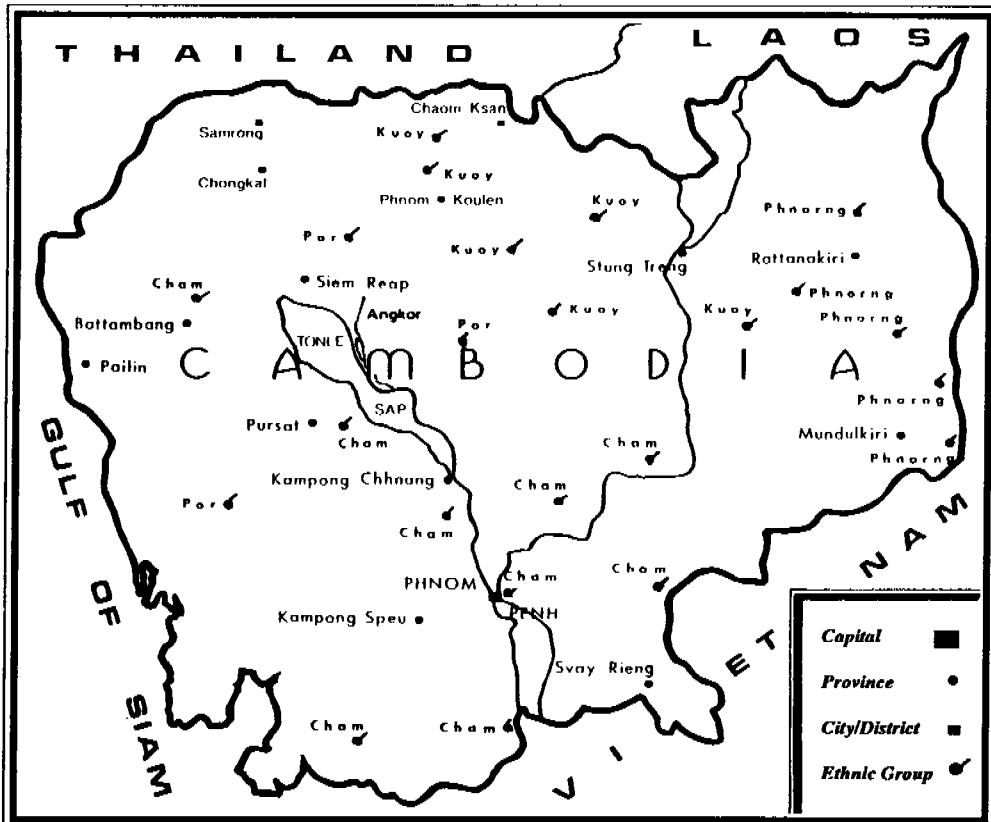 THAILAND
LAOS
Chaom Ksan
Samrong
Kuoy
Chongkal
Kuoy
Phnom Koulen
Kuoy
Phnorng
Por
Kuoy
Stung Treng
Rattanakiri
Cham
Siem Reap
Phnorng
Angkor
Kuoy
Kuoy
Phnorng
Battambang
Por
TONLE
Pailin
CAMBODIA
Phnorng
SAP
Pursat
Cham
Mundulkiri
Phnorng
Cham
Kampong Chhnang
Cham
Por
Cham
GULF OF SIAM
PHNOM PENH
Cham
Cham
Kampong Speu
Svay Rieng
Cham
Cham
VIETNAM
Capital
Province
City/District
Ethnic Group